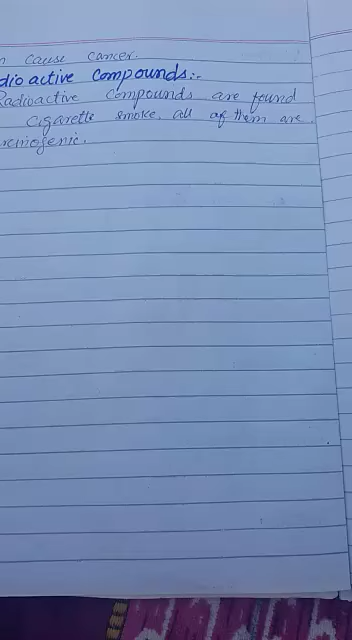 n cause cancer.
dio active compounds:-
Radioactive compounds are found
cigarette smoke, all of them are
rcinogenic.